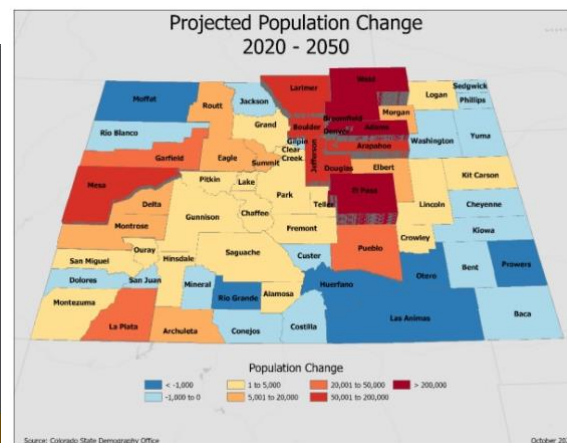 Projected Population Change
2020 - 2050
Moffat
Routt
Jackson
Larimer
Weld
Logan
Sedgwick
Phillips
Morgan
Rio Blanco
Grand
Boulder
Broomfield
Adams
Washington
Yuma
Garfield
Eagle
Summit
Gilpin
Clear
Creek
Denver
Jefferson
Arapahoe
Douglas
Elbert
Kit Carson
Mesa
Pitkin
Lake
Park
Delta
Gunnison
Chaffee
Teller
El Paso
Lincoln
Cheyenne
Montrose
Fremont
Kiowa
Ouray
Hinsdale
Saguache
Pueblo
Crowley
San Miguel
Custer
Otero
Bent
Prowers
Dolores
San Juan
Mineral
Rio Grande
Alamosa
Huerfano
Montezuma
La Plata
Archuleta
Conejos
Costilla
Las Animas
Baca
Population Change
< -1,000
1 to 5,000
20,001 to 50,000
> 200,000
-1,000 to 0
5,001 to 20,000
50,001 to 200,000
Source: Colorado State Demography Office
October 202